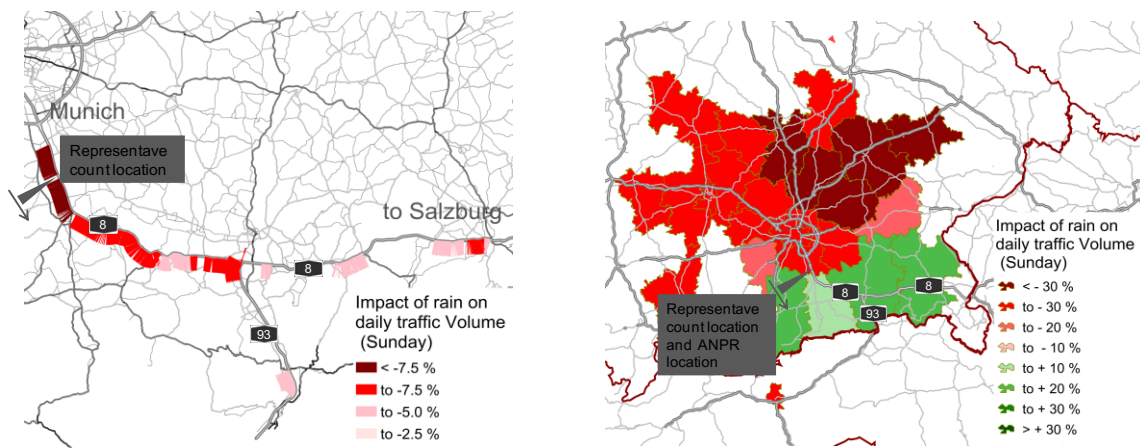 Munich
Representave
count location
8
to Salzburg
8
93
Impact of rain on
daily traffic Volume
(Sunday)
< -7.5 %
to -7.5 %
to -5.0 %
to -2.5 %
Representave
count location
and ANPR
location
8
8
93
Impact of rain on
daily traffic Volume
(Sunday)
< - 30 %
to - 30 %
to - 20 %
to - 10 %
to + 10 %
to + 20 %
to + 30 %
> + 30 %